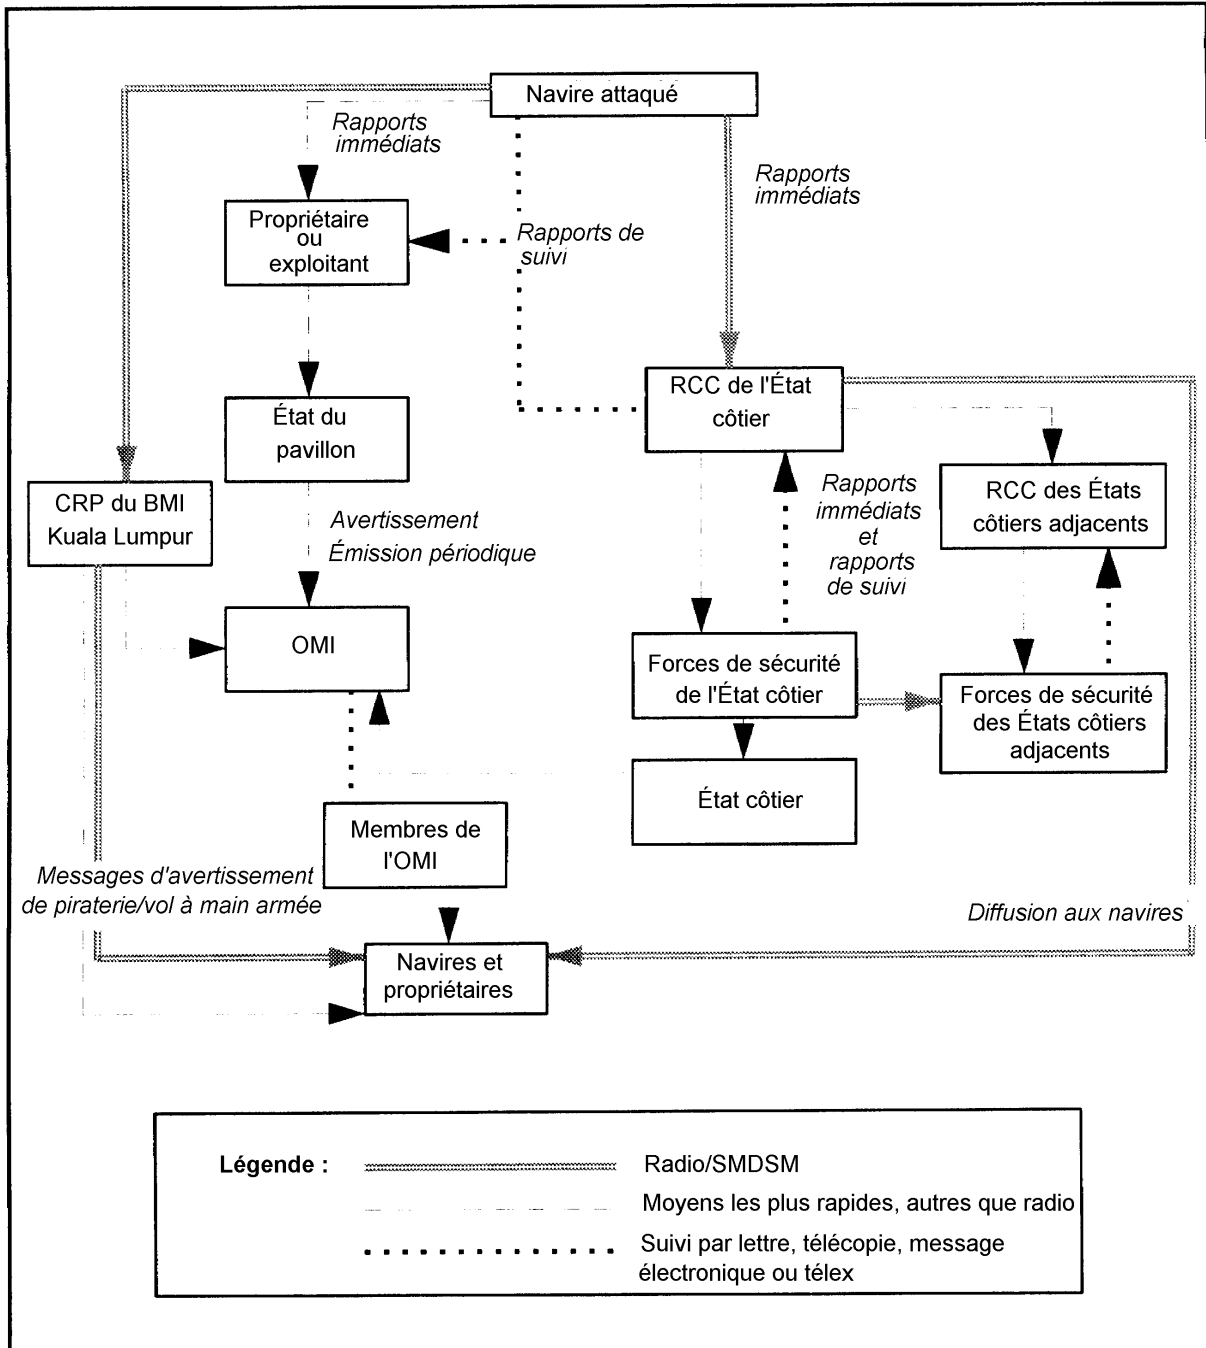 Navire attaqué
Rapports
immédiats
Rapports
immédiats
Propriétaire
ou
exploitant
Rapports de
suivi
RCC de l'État
côtier
État du
pavillon
CRP du BMI
Kuala Lumpur
Avertissement
Émission périodique
Rapports
immédiats
et
rapports
de suivi
RCC des États
côtiers adjacents
OMI
Forces de sécurité
de l'État côtier
Forces de sécurité
des États côtiers
adjacents
État côtier
Membres de
l'OMI
Messages d'avertissement
de piraterie/vol à main armée
Diffusion aux navires
Navires et
propriétaires
Légende :
Radio/SMDSM
Moyens les plus rapides, autres que radio
Suivi par lettre, télécopie, message
électronique ou télex